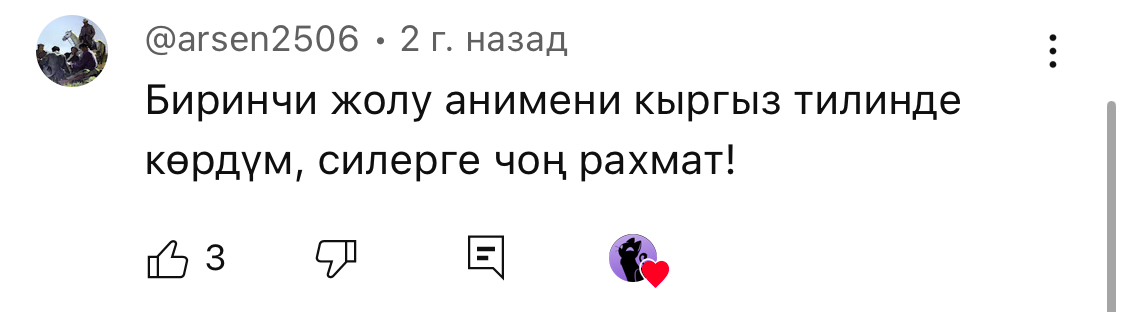 @arsen2506 • 2 г. назад
Биринчи жолу анимени кыргыз тилинде
көрдүм, силерге чоң рахмат!
3